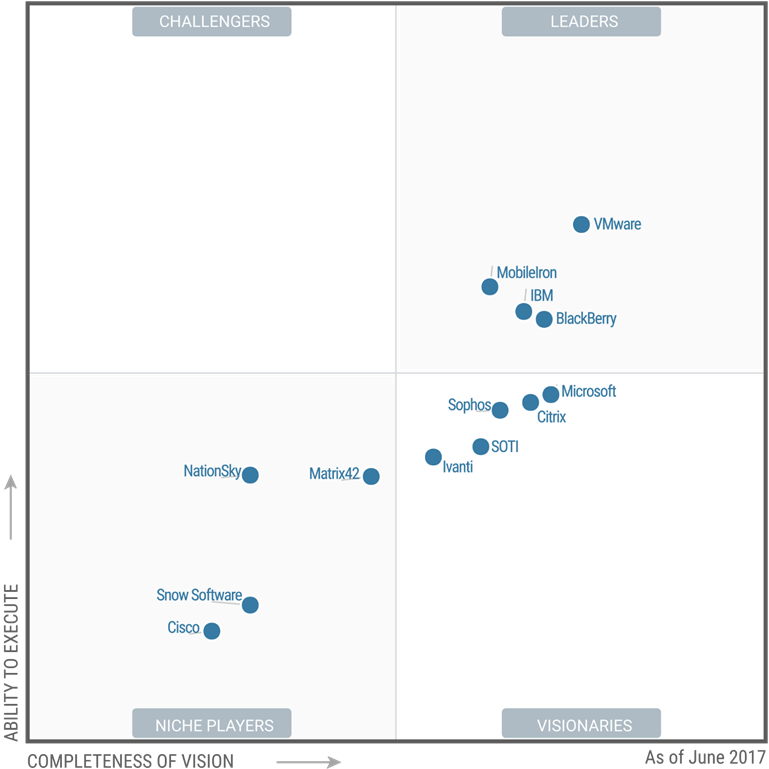 CHALLENGERS
LEADERS
VMware
MobileIron
IBM
BlackBerry
Microsoft
Sophos
Citrix
SOTI
Ivanti
NationSky
Matrix42
Snow Software
Cisco
NICHE PLAYERS
VISIONARIES
ABILITY TO EXECUTE
COMPLETENESS OF VISION
As of June 2017